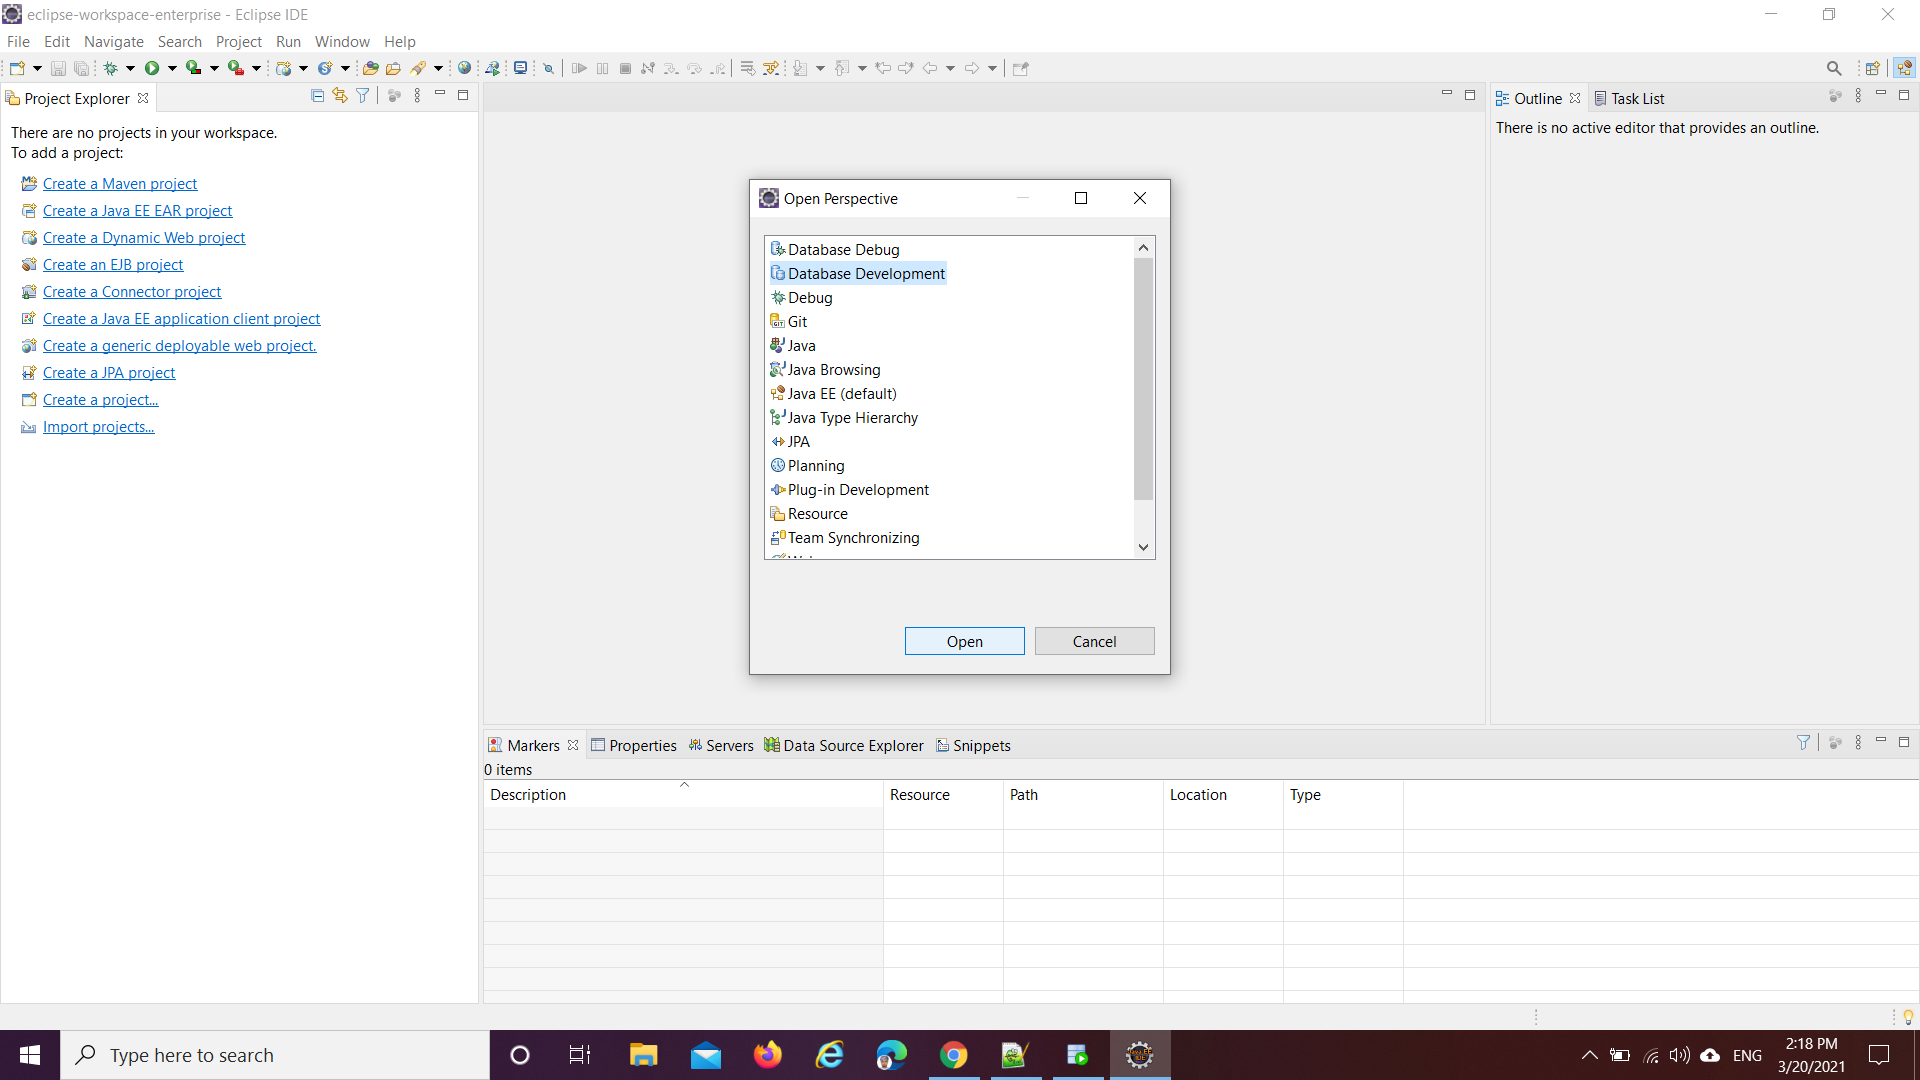 eclipse-workspace-enterprise - Eclipse IDE
File Edit Navigate Search Project Run Window Help
Project Explorer
There are no projects in your workspace.
To add a project:
Create a Maven project
Create a Java EE EAR project
Create a Dynamic Web project
Create an EJB project
Create a Connector project
Create a Java EE application client project
Create a generic deployable web project.
Create a JPA project
Create a project...
Import projects...
Open Perspective
Database Debug
Database Development
Debug
Git
Java
Java Browsing
Java EE (default)
Java Type Hierarchy
JPA
Planning
Plug-in Development
Resource
Team Synchronizing
Open Cancel
Outline Task List
There is no active editor that provides an outline.
Markers Properties Servers Data Source Explorer Snippets
0 items
Description Resource Path Location Type
Type here to search
ENG
2:18 PM
3/20/2021